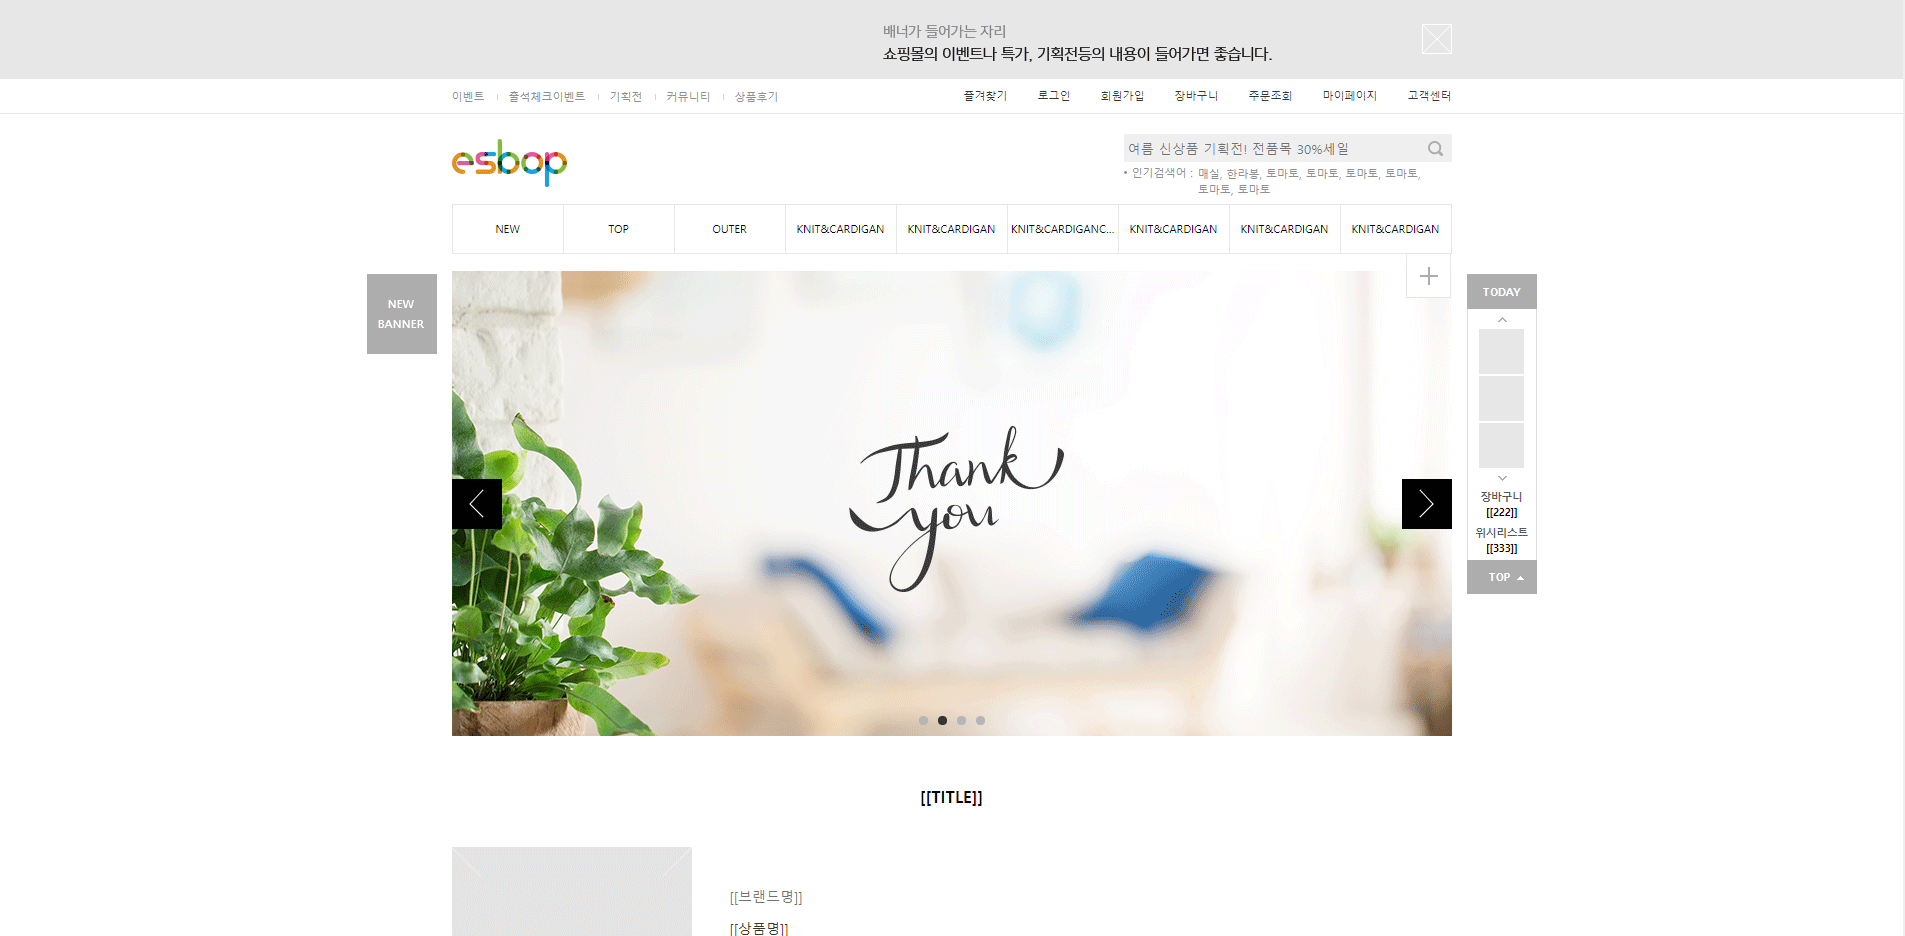 배너가 들어가는 자리
쇼핑몰의 이벤트나 특가, 기획전등의 내용이 들어가면 좋습니다.
이벤트 출석체크이벤트 기획전 커뮤니티 상품후기
즐겨찾기 로그인 회원가입 장바구니 주문조회 마이페이지 고객센터
esbop
여름 신상품 기획전! 전품목 30%세일
• 인기검색어 : 매실, 한라봉, 토마토, 토마토, 토마토, 토마토,
토마토, 토마토
NEW TOP OUTER KNIT&CARDIGAN KNIT&CARDIGAN KNIT&CARDIGANC... KNIT&CARDIGAN KNIT&CARDIGAN KNIT&CARDIGAN
NEW
BANNER
Thank
you
TODAY
장바구니
[[222]]
위시리스트
[[333]]
TOP
[[TITLE]]
[[브랜드명]]
[[상품명]]